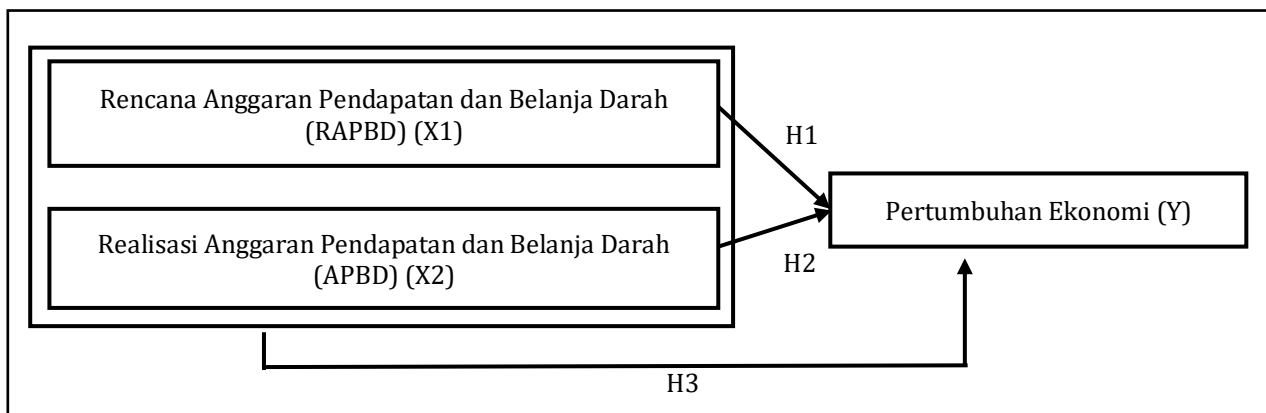 Rencana Anggaran Pendapatan dan Belanja Darah
(RAPBD) (X1)
H1
Pertumbuhan Ekonomi (Y)
Realisasi Anggaran Pendapatan dan Belanja Darah
(APBD) (X2)
H2
H3